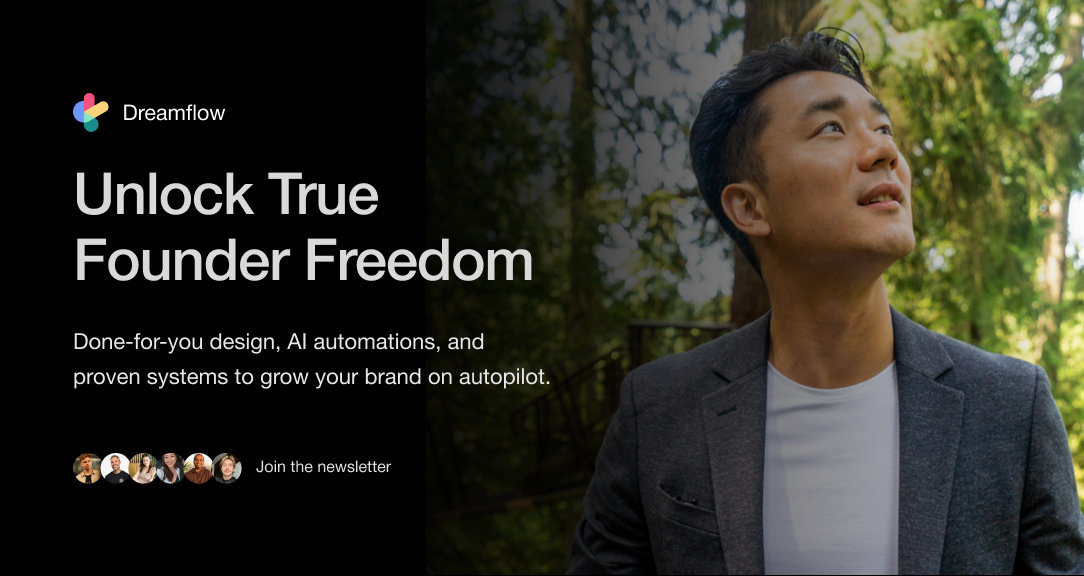 Dreamflow
Unlock True
Founder Freedom
Done-for-you design, AI automations, and
proven systems to grow your brand on autopilot.
Join the newsletter